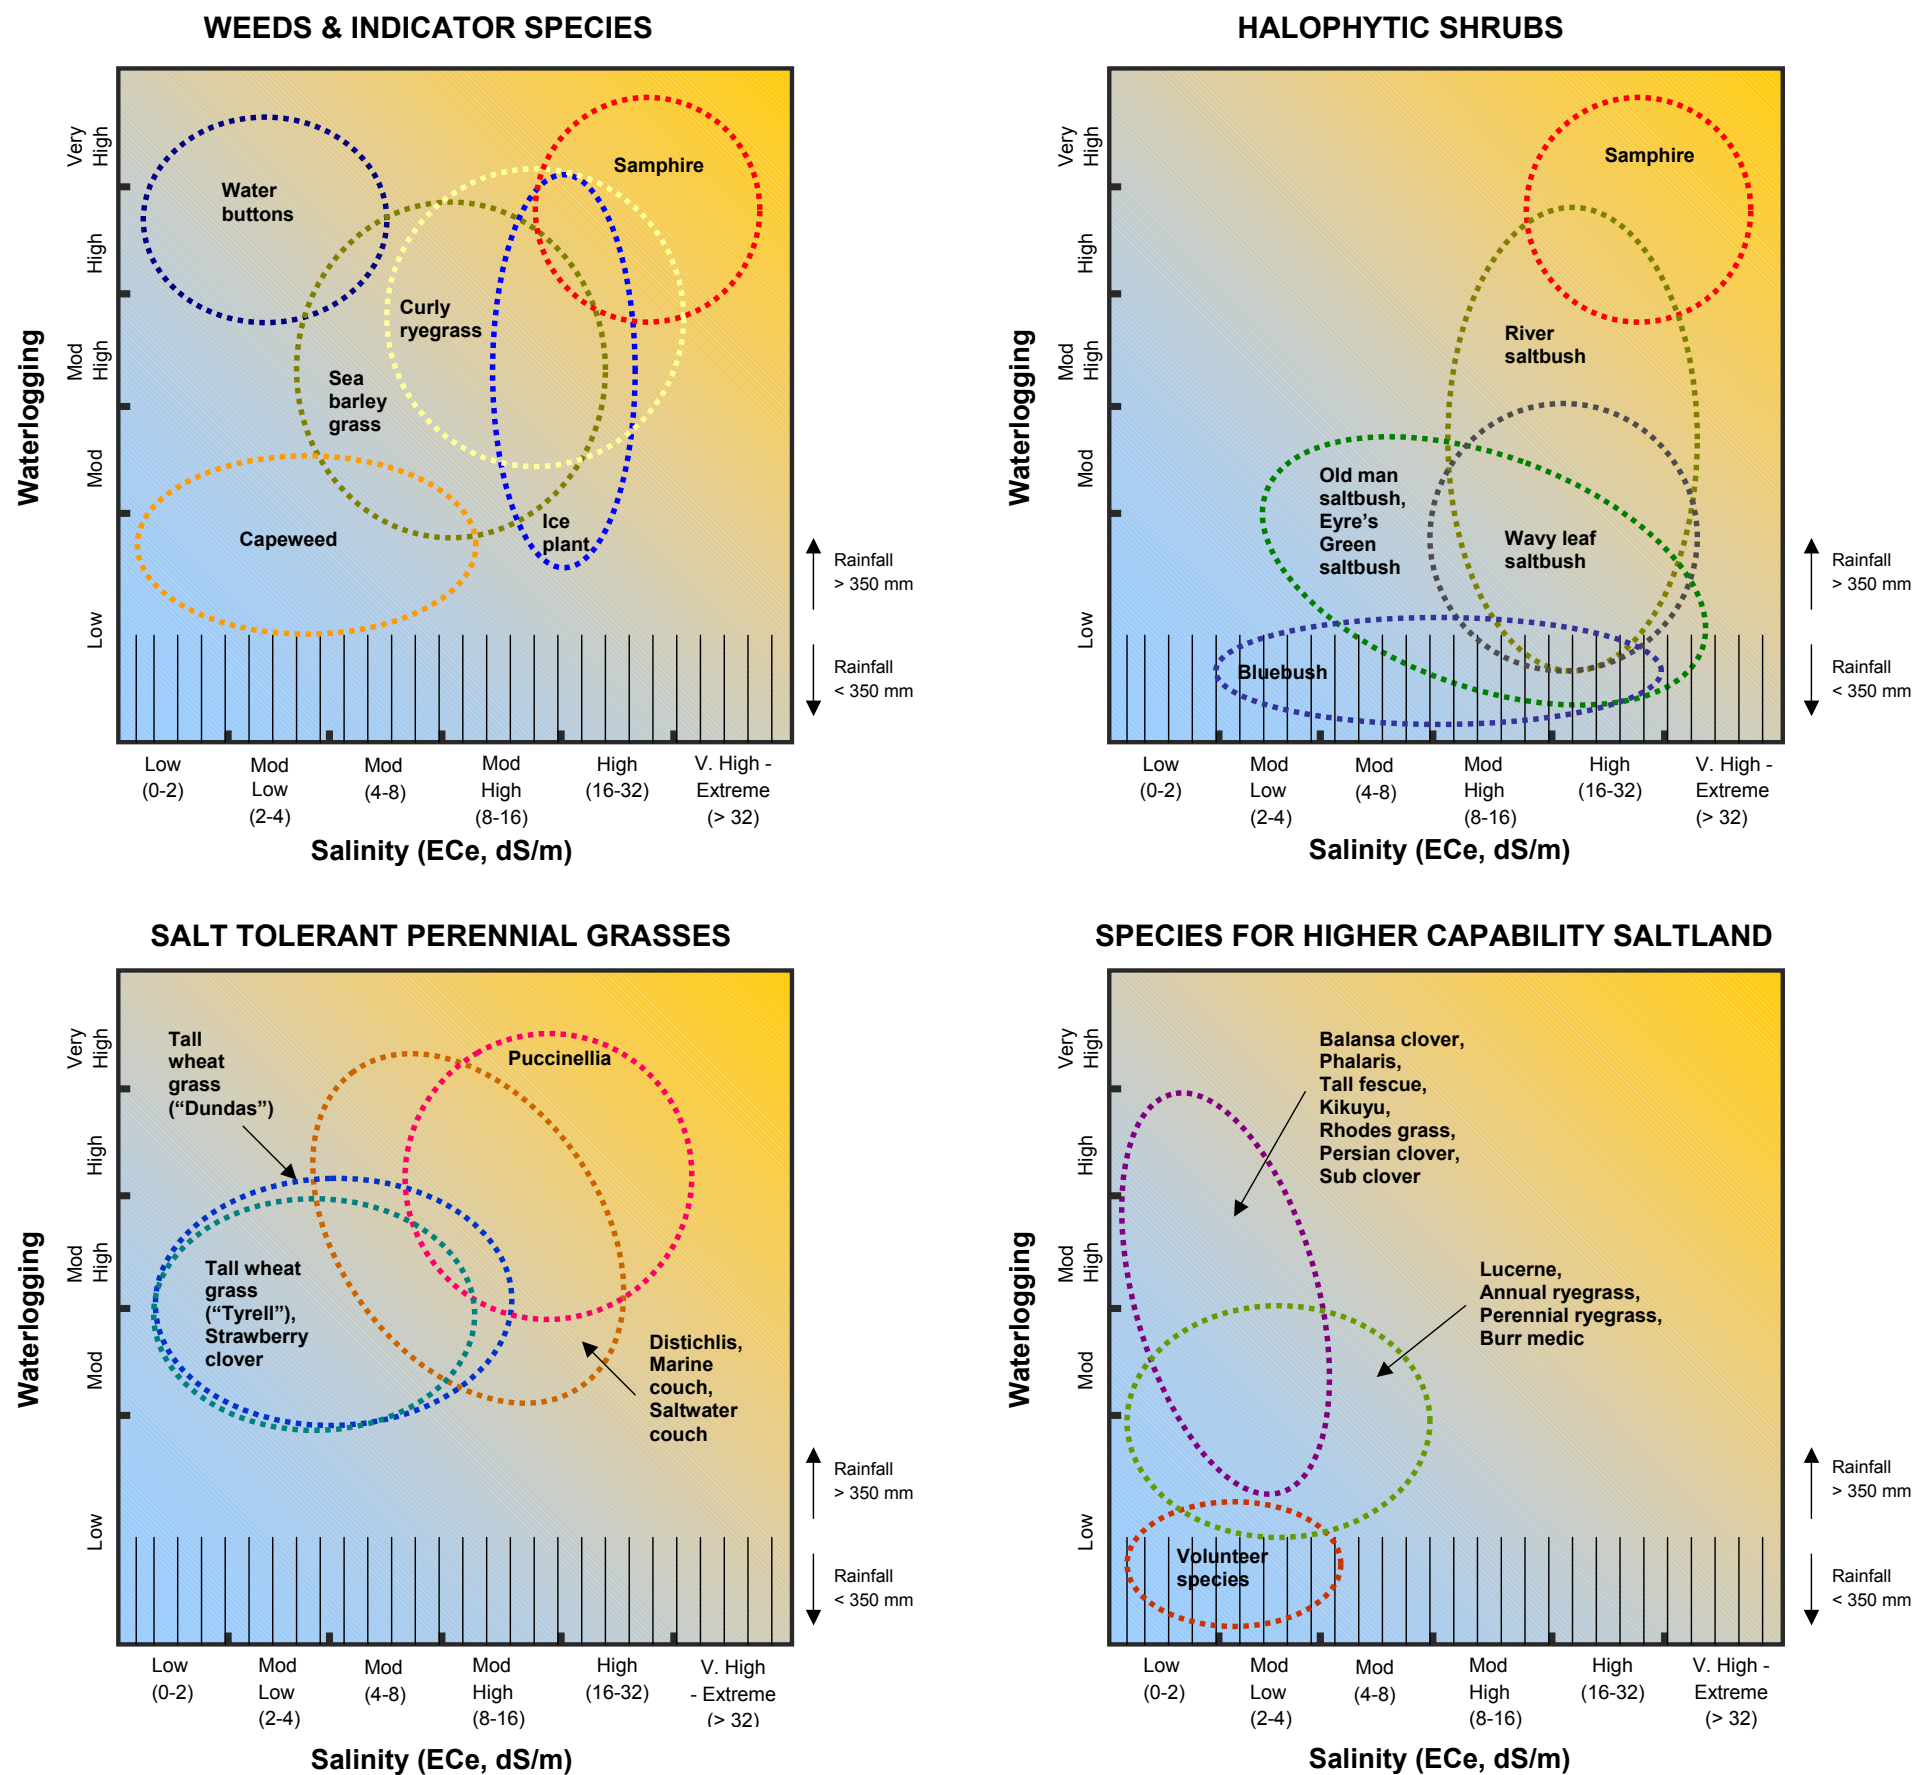 WEEDS & INDICATOR SPECIES
Waterlogging
Very
High
High
Mod
High
Mod
Low
Water
buttons
Samphire
Curly
ryegrass
Sea
barley
grass
Capeweed
Ice
plant
Rainfall
> 350 mm
Rainfall
< 350 mm
Low
(0-2)
Mod
Low
(2-4)
Mod
(4-8)
Mod
High
(8-16)
High
(16-32)
V. High -
Extreme
(> 32)
Salinity (ECe, dS/m)
HALOPHYTIC SHRUBS
Waterlogging
Very
High
High
Mod
High
Mod
Low
Samphire
River
saltbush
Old man
saltbush,
Eyre's
Green
saltbush
Wavy leaf
saltbush
Bluebush
Rainfall
> 350 mm
Rainfall
< 350 mm
Low
(0-2)
Mod
Low
(2-4)
Mod
(4-8)
Mod
High
(8-16)
High
(16-32)
V. High -
Extreme
(> 32)
Salinity (ECe, dS/m)
SALT TOLERANT PERENNIAL GRASSES
Waterlogging
Very
High
High
Mod
High
Mod
Low
Tall
wheat
grass
(“Dundas”)
Puccinellia
Tall wheat
grass
(“Tyrell”),
Strawberry
clover
Distichlis,
Marine
couch,
Saltwater
couch
Rainfall
> 350 mm
Rainfall
< 350 mm
Low
(0-2)
Mod
Low
(2-4)
Mod
(4-8)
Mod
High
(8-16)
High
(16-32)
V. High
- Extreme
(> 32)
Salinity (ECe, dS/m)
SPECIES FOR HIGHER CAPABILITY SALTLAND
Waterlogging
Very
High
High
Mod
High
Mod
Low
Balansa clover,
Phalaris,
Tall fescue,
Kikuyu,
Rhodes grass,
Persian clover,
Sub clover
Lucerne,
Annual ryegrass,
Perennial ryegrass,
Burr medic
Volunteer
species
Rainfall
> 350 mm
Rainfall
< 350 mm
Low
(0-2)
Mod
Low
(2-4)
Mod
(4-8)
Mod
High
(8-16)
High
(16-32)
V. High -
Extreme
(> 32)
Salinity (ECe, dS/m)